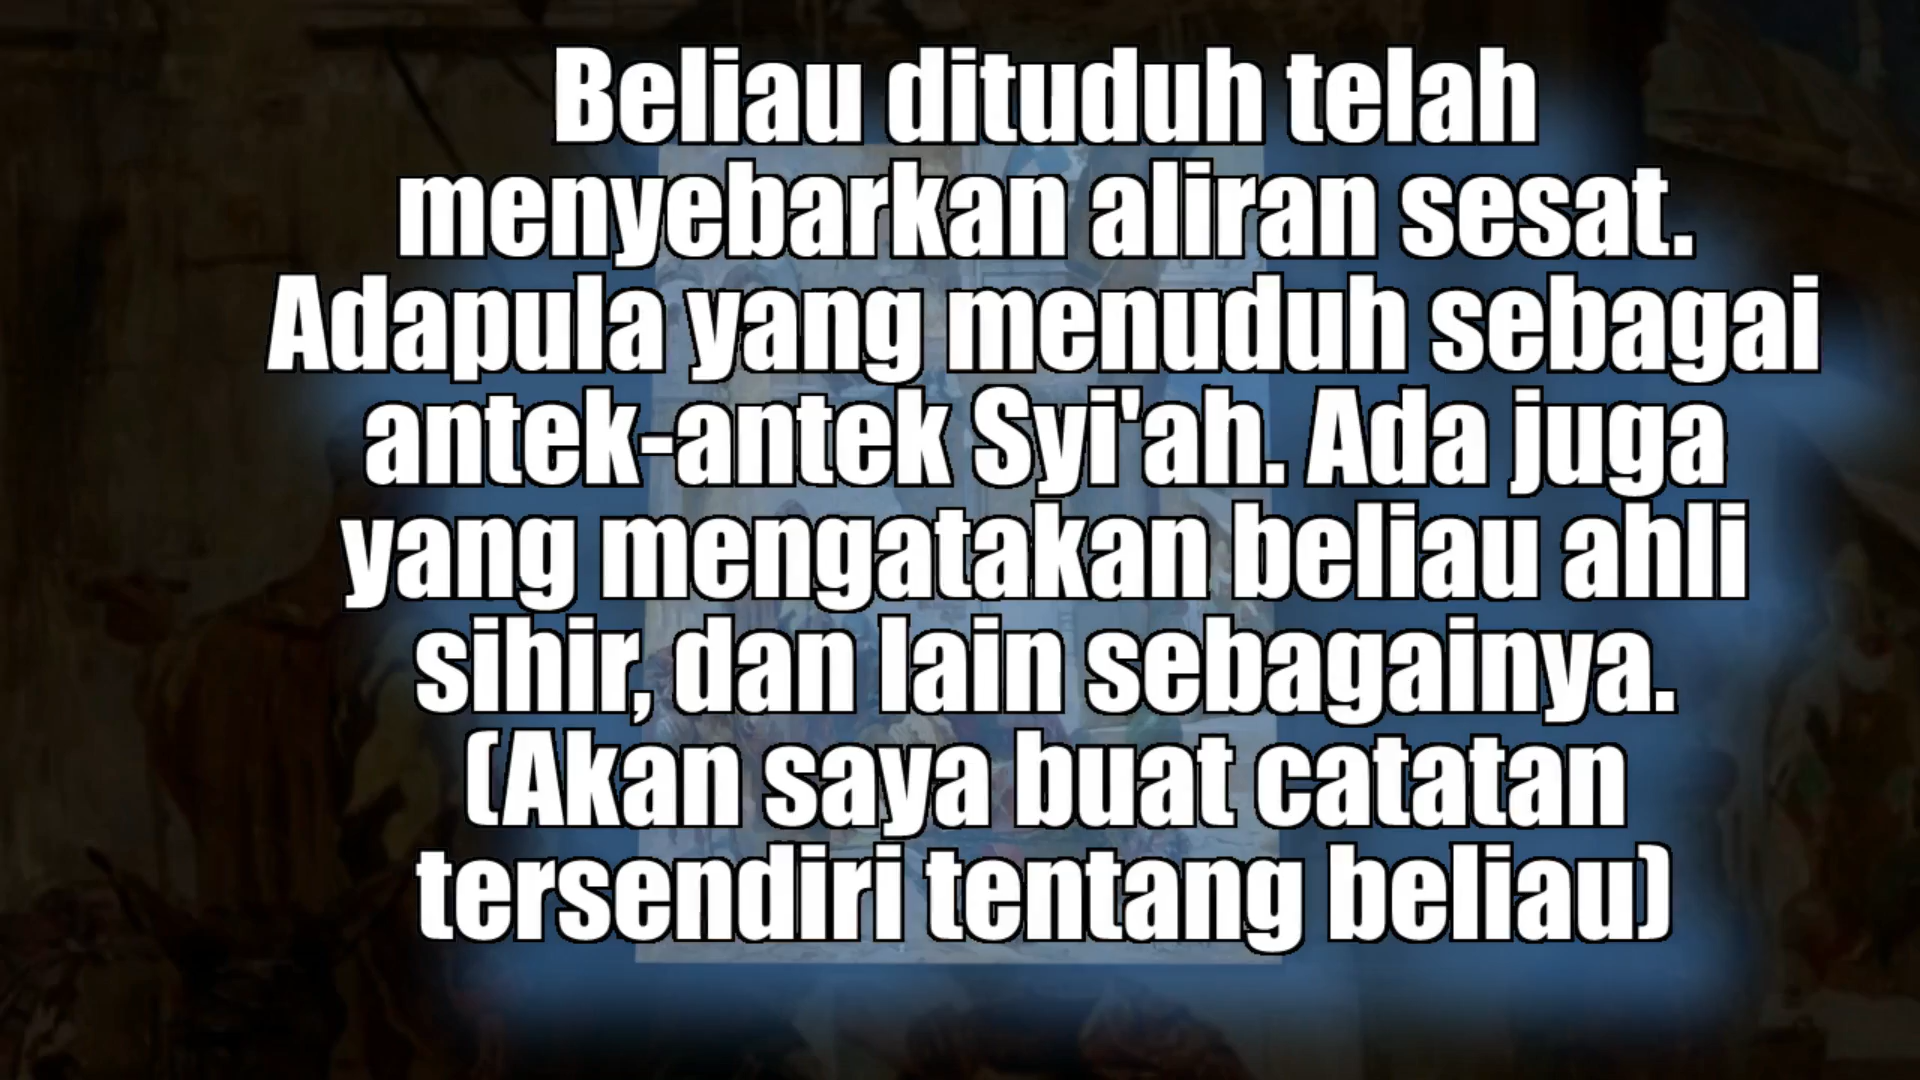 Beliau dituduh telah
menyebarkan aliran sesat.
Adapula yang menuduh sebagai
antek-antek Syi'ah. Ada juga
yang mengatakan beliau ahli
sihir, dan lain sebagainya.
(Akan saya buat catatan
tersendiri tentang beliau)